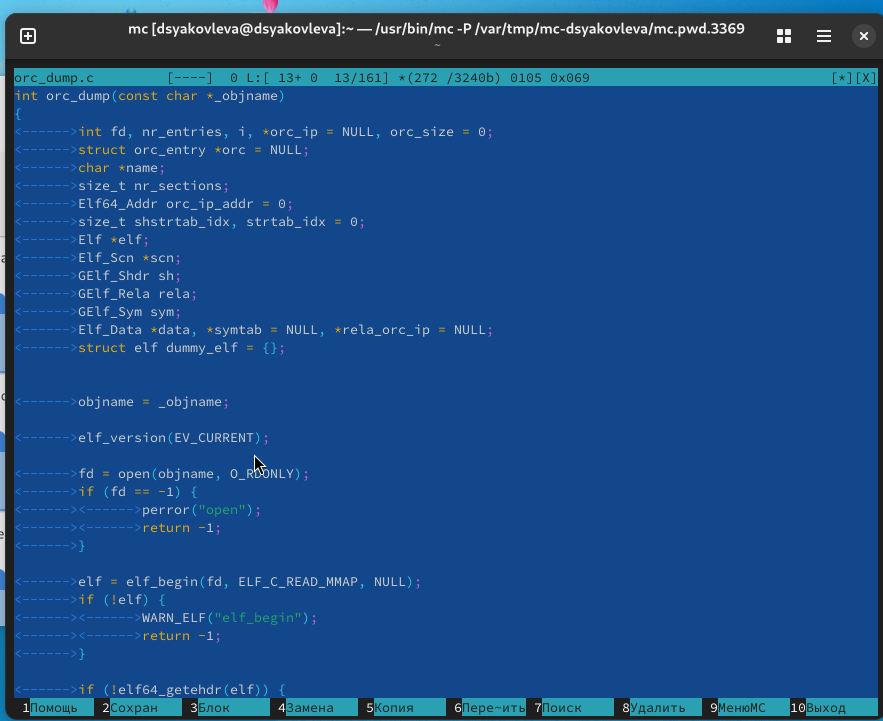 mc [dsyakovleva@dsyakovleva]:~ — /usr/bin/mc -P /var/tmp/mc-dsyakovleva/mc.pwd.3369
~
orc_dump.c [----] 0 L:[ 13+ 0 13/161] *(272 /3240b) 0105 0x069 [*][X]
int orc_dump(const char *_objname)
{
<------>int fd, nr_entries, i, *orc_ip = NULL, orc_size = 0;
<------>struct orc_entry *orc = NULL;
<------>char *name;
<------>size_t nr_sections;
<------>Elf64_Addr orc_ip_addr = 0;
<------>size_t shstrtab_idx, strtab_idx = 0;
<------>Elf *elf;
<------>Elf_Scn *scn;
<------>GElf_Shdr sh;
<------>GElf_Rela rela;
<------>GElf_Sym sym;
<------>Elf_Data *data, *symtab = NULL, *rela_orc_ip = NULL;
<------>struct elf dummy_elf = {};
<------>objname = _objname;
<------>elf_version(EV_CURRENT);
<------>fd = open(objname, O_RDONLY);
<------>if (fd == -1) {
<------><------>perror("open");
<------><------>return -1;
<------>}
<------>elf = elf_begin(fd, ELF_C_READ_MMAP, NULL);
<------>if (!elf) {
<------><------>WARN_ELF("elf_begin");
<------><------>return -1;
<------>}
<------>if (!elf64_getehdr(elf)) {
1Помощь 2Сохран 3Блок 4Замена 5Копия 6Пере~ить 7Поиск 8Удалить 9МенюMC 10Выход